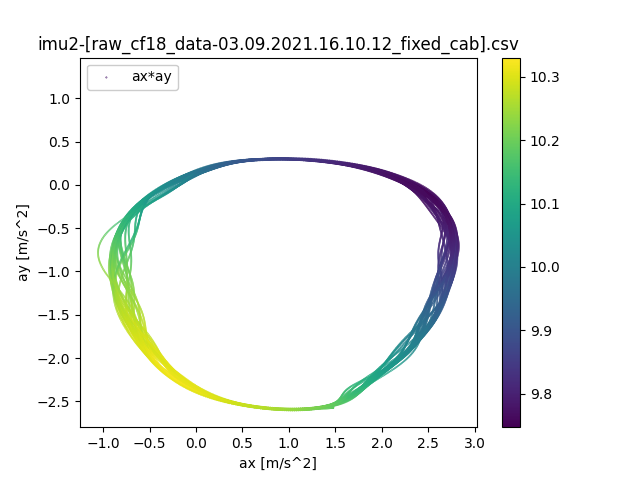 imu2-[raw_cf18_data-03.09.2021.16.10.12_fixed_cab].csv
ax*ay
1.0
0.5
0.0
−0.5
−1.0
−1.5
−2.0
−2.5
ay [m/s^2]
−1.0 −0.5 0.0 0.5 1.0 1.5 2.0 2.5 3.0
ax [m/s^2]
10.3
10.2
10.1
10.0
9.9
9.8